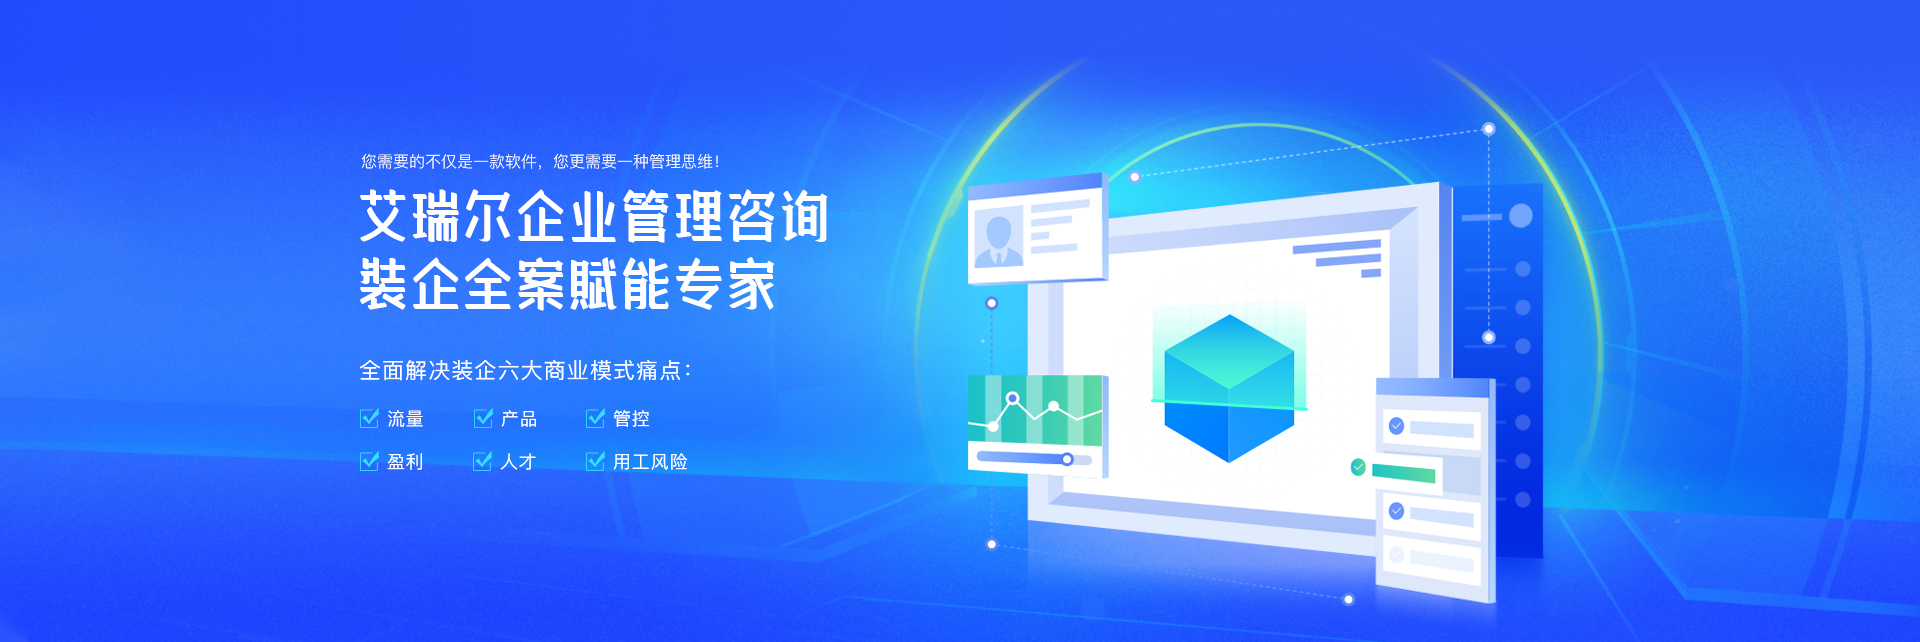 您需要的不仅是一款软件，您更需要一种管理思维！
艾瑞尔企业管理咨询
装企全案赋能专家
全面解决装企六大商业模式痛点：
流量 产品 管控
盈利 人才 用工风险